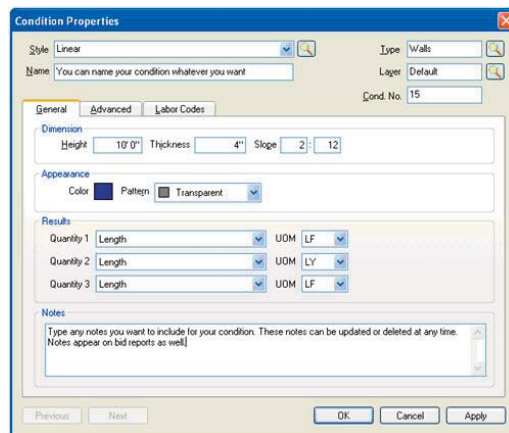 Condition Properties
Style Linear Type Walls
Name You can name your condition whatever you want Layer Default
Cond. No. 15
General Advanced Labor Codes
Dimension
Height 10' 0" Thickness 4" Slope 2 : 12
Appearance
Color Pattern Transparent
Results
Quantity 1 Length UOM LF
Quantity 2 Length UOM LY
Quantity 3 Length UOM LF
Notes
Type any notes you want to include for your condition. These notes can be updated or deleted at any time.
Notes appear on bid reports as well.
Previous Next OK Cancel Apply